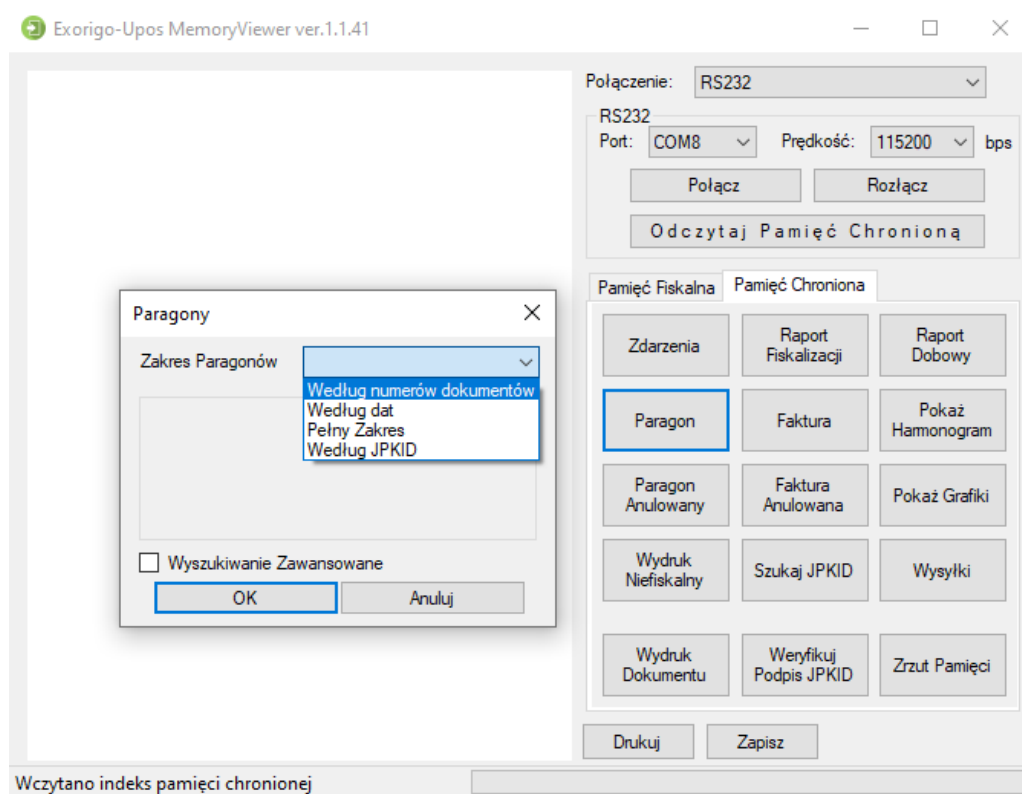 Exorigo-Upos MemoryViewer ver.1.1.41
Połączenie: RS232
RS232
Port: COM8 Prędkość: 115200 bps
Połącz Rozłącz
Odczytaj Pamięć Chronioną
Pamięć Fiskalna Pamięć Chroniona
Zdarzenia
Raport
Fiskalizacji
Raport
Dobowy
Paragon
Faktura
Pokaż
Harmonogram
Paragon
Anulowany
Faktura
Anulowana
Pokaż Grafiki
Wydruk
Niefiskalny
Szukaj JPKID
Wysyłki
Wydruk
Dokumentu
Weryfikuj
Podpis JPKID
Zrzut Pamięci
Drukuj Zapisz
Paragony
Zakres Paragonów
Według numerów dokumentów
Według dat
Pełny Zakres
Według JPKID
Wyszukiwanie Zawansowane
OK Anuluj
Wczytano indeks pamięci chronionej